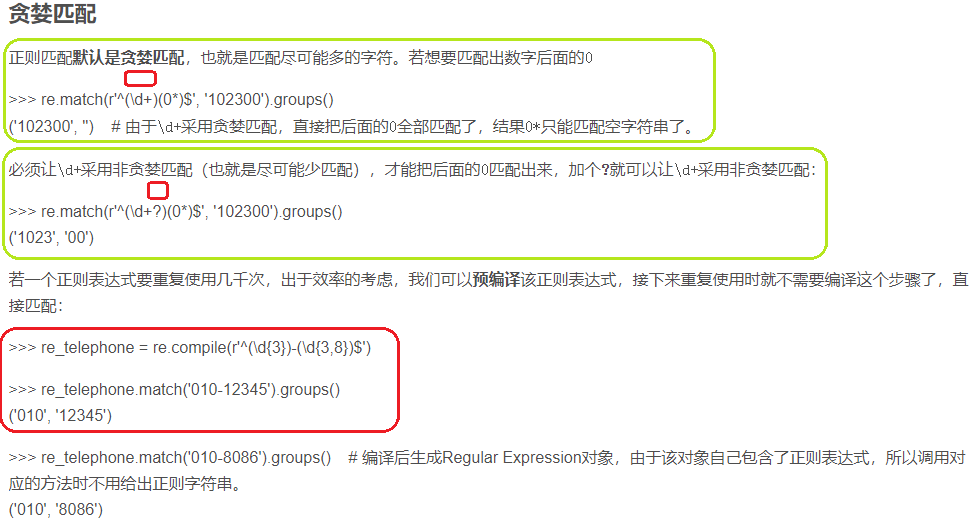 贪婪匹配
正则匹配默认是贪婪匹配，也就是匹配尽可能多的字符。若想要匹配出数字后面的0
>>> re.match(r'^(\d+)(0*)$', '102300').groups()
('102300', '')    # 由于\d+采用贪婪匹配，直接把后面的0全部匹配了，结果0*只能匹配空字符串了。
必须让\d+采用非贪婪匹配（也就是尽可能少匹配），才能把后面的0匹配出来，加个?就可以让\d+采用非贪婪匹配：
>>> re.match(r'^(\d+?)(0*)$', '102300').groups()
('1023', '00')
若一个正则表达式要重复使用几千次，出于效率的考虑，我们可以预编译该正则表达式，接下来重复使用时就不需要编译这个步骤了，直
接匹配：
>>> re_telephone = re.compile(r'^(\d{3})-(\d{3,8})$')
>>> re_telephone.match('010-12345').groups()
('010', '12345')
>>> re_telephone.match('010-8086').groups()    # 编译后生成Regular Expression对象，由于该对象自己包含了正则表达式，所以调用对
应的方法时不用给出正则字符串。
('010', '8086')